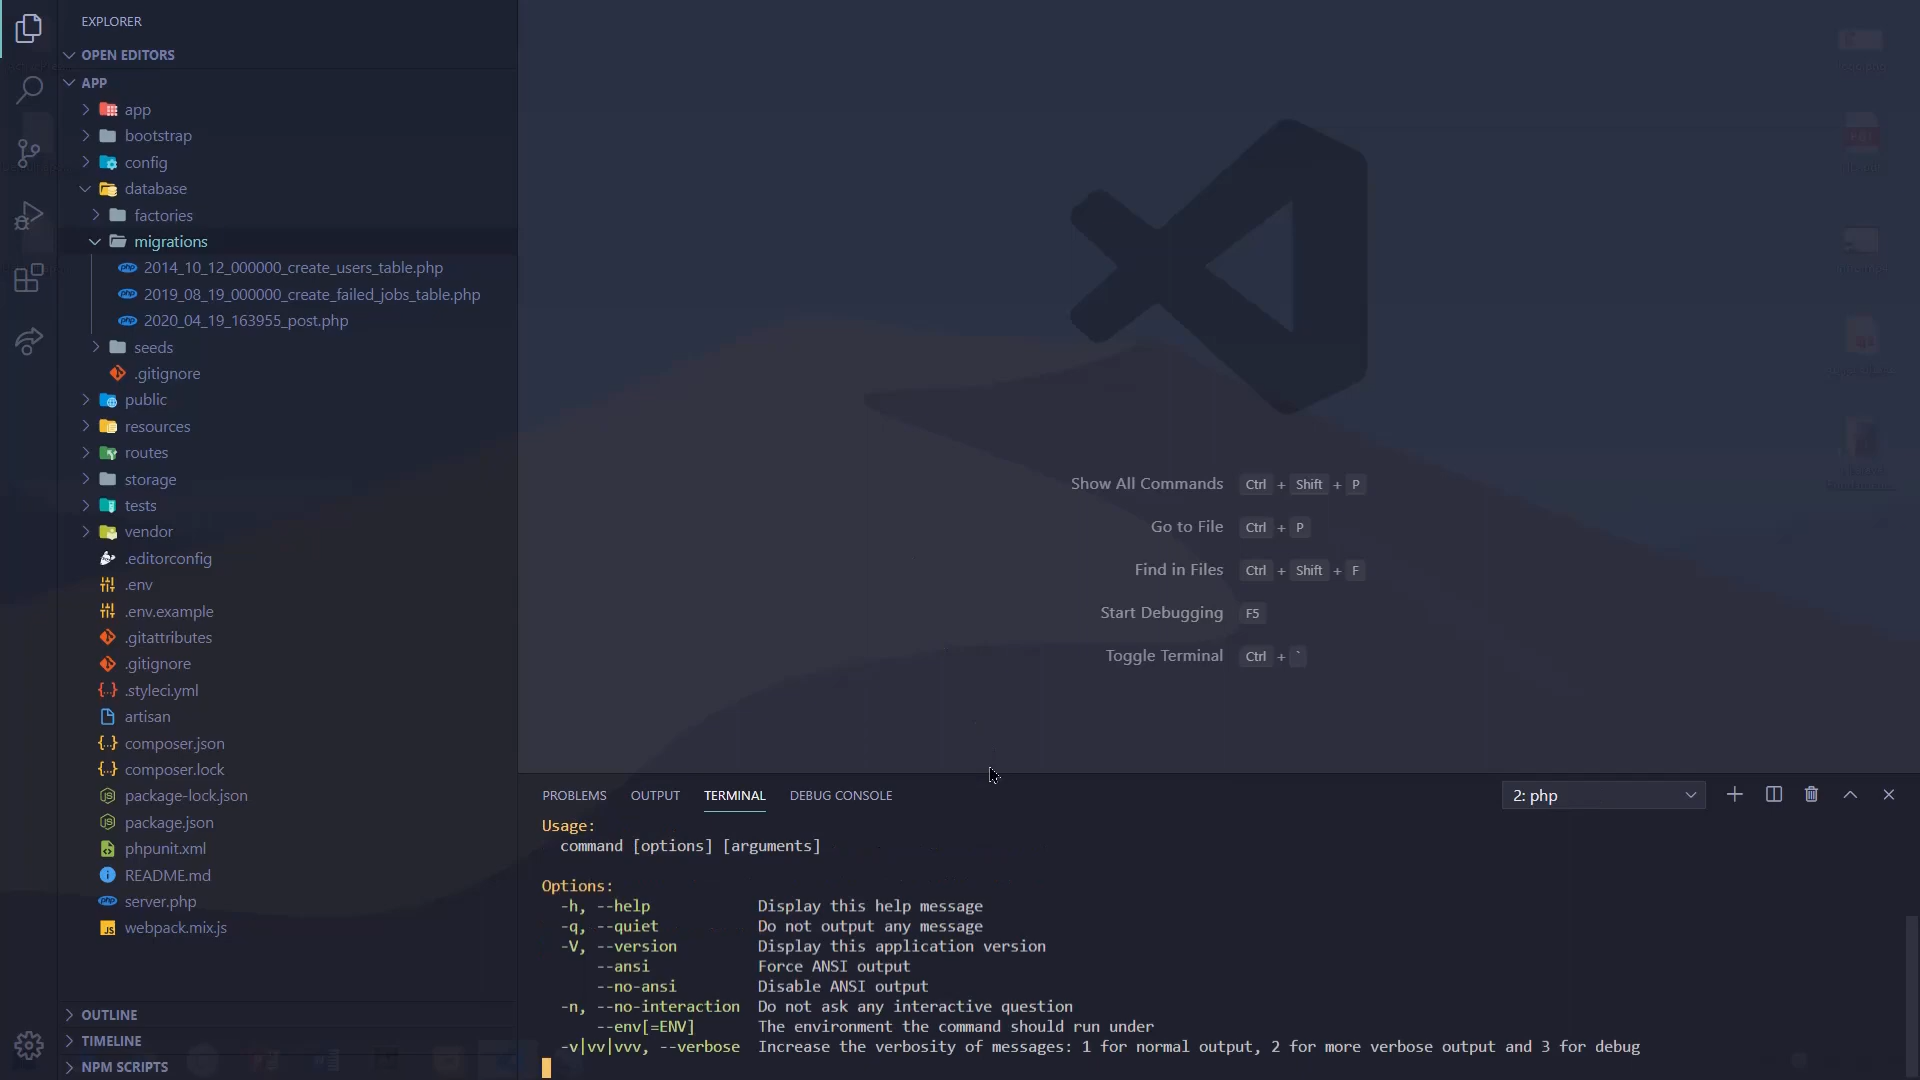 EXPLORER
OPEN EDITORS
APP
app
bootstrap
config
database
factories
migrations
2014_10_12_000000_create_users_table.php
2019_08_19_000000_create_failed_jobs_table.php
2020_04_19_163955_post.php
seeds
.gitignore
public
resources
routes
storage
tests
vendor
.editorconfig
.env
.env.example
.gitattributes
.gitignore
.styleci.yml
artisan
composer.json
composer.lock
package-lock.json
package.json
phpunit.xml
README.md
server.php
webpack.mix.js
OUTLINE
TIMELINE
NPM SCRIPTS
Show All Commands Ctrl + Shift + P
Go to File Ctrl + P
Find in Files Ctrl + Shift + F
Start Debugging F5
Toggle Terminal Ctrl + `
PROBLEMS OUTPUT TERMINAL DEBUG CONSOLE 2: php
Usage:
command [options] [arguments]
Options:
-h, --help Display this help message
-q, --quiet Do not output any message
-V, --version Display this application version
--ansi Force ANSI output
--no-ansi Disable ANSI output
-n, --no-interaction Do not ask any interactive question
--env[=ENV] The environment the command should run under
-v|vv|vvv, --verbose Increase the verbosity of messages: 1 for normal output, 2 for more verbose output and 3 for debug